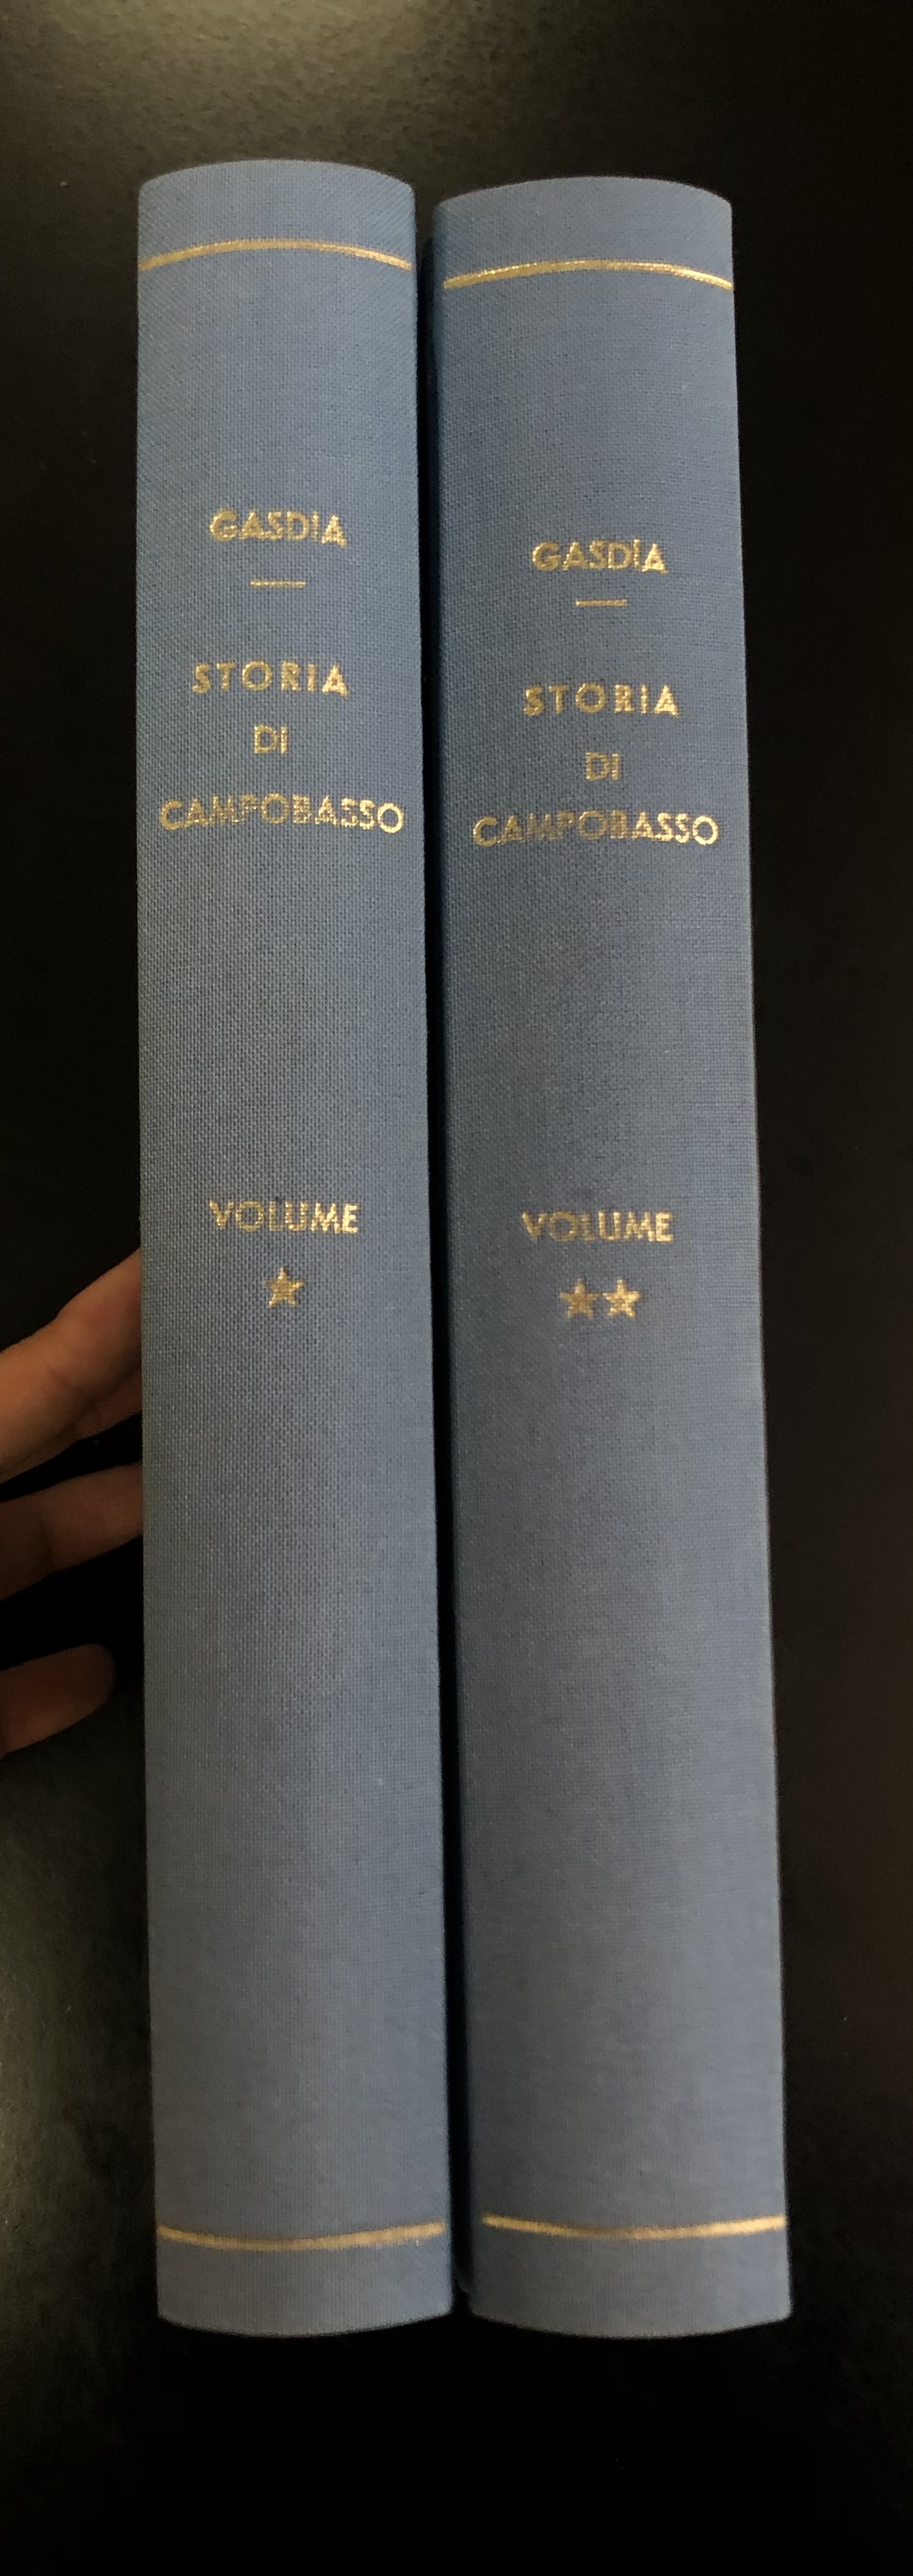 GASDIA
STORIA
DI
CAMPOBASSO
VOLUME
★
GASDIA
STORIA
DI
CAMPOBASSO
VOLUME
★★